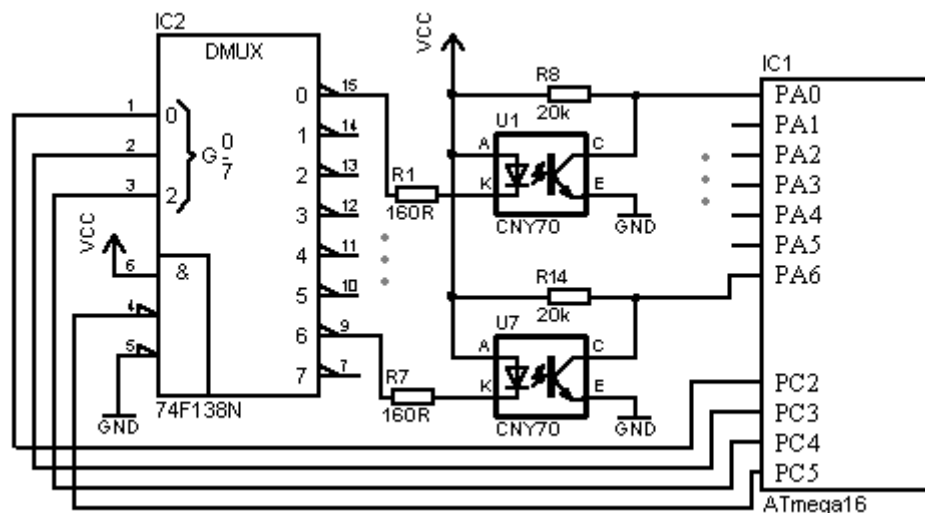 IC2
DMUX
VCC
R8
20k
IC1
1
0
2
3
2
G 0/7
0
15
1
14
2
13
3
12
4
11
5
10
6
9
7
7
R1
160R
U1
A
C
K
E
CNY70
GND
PA0
PA1
PA2
PA3
PA4
PA5
PA6
VCC
6
&
4
5
GND
74F138N
R14
20k
U7
A
C
K
E
R7
160R
CNY70
GND
PC2
PC3
PC4
PC5
ATmega16